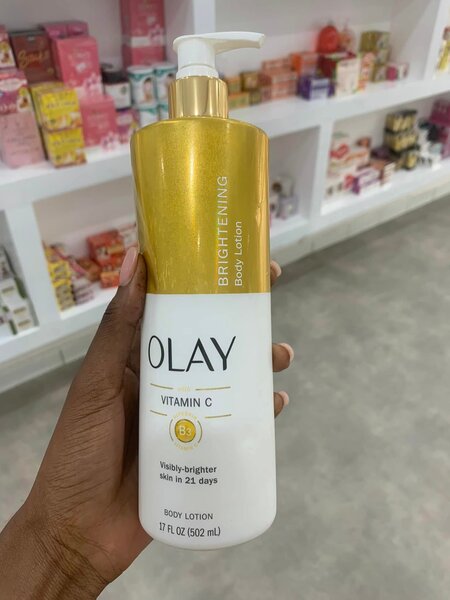 BRIGHTENING
Body Lotion
OLAY
with
VITAMIN C
B3
Visibly-brighter
skin in 21 days
BODY LOTION
17 FL OZ (502 mL)